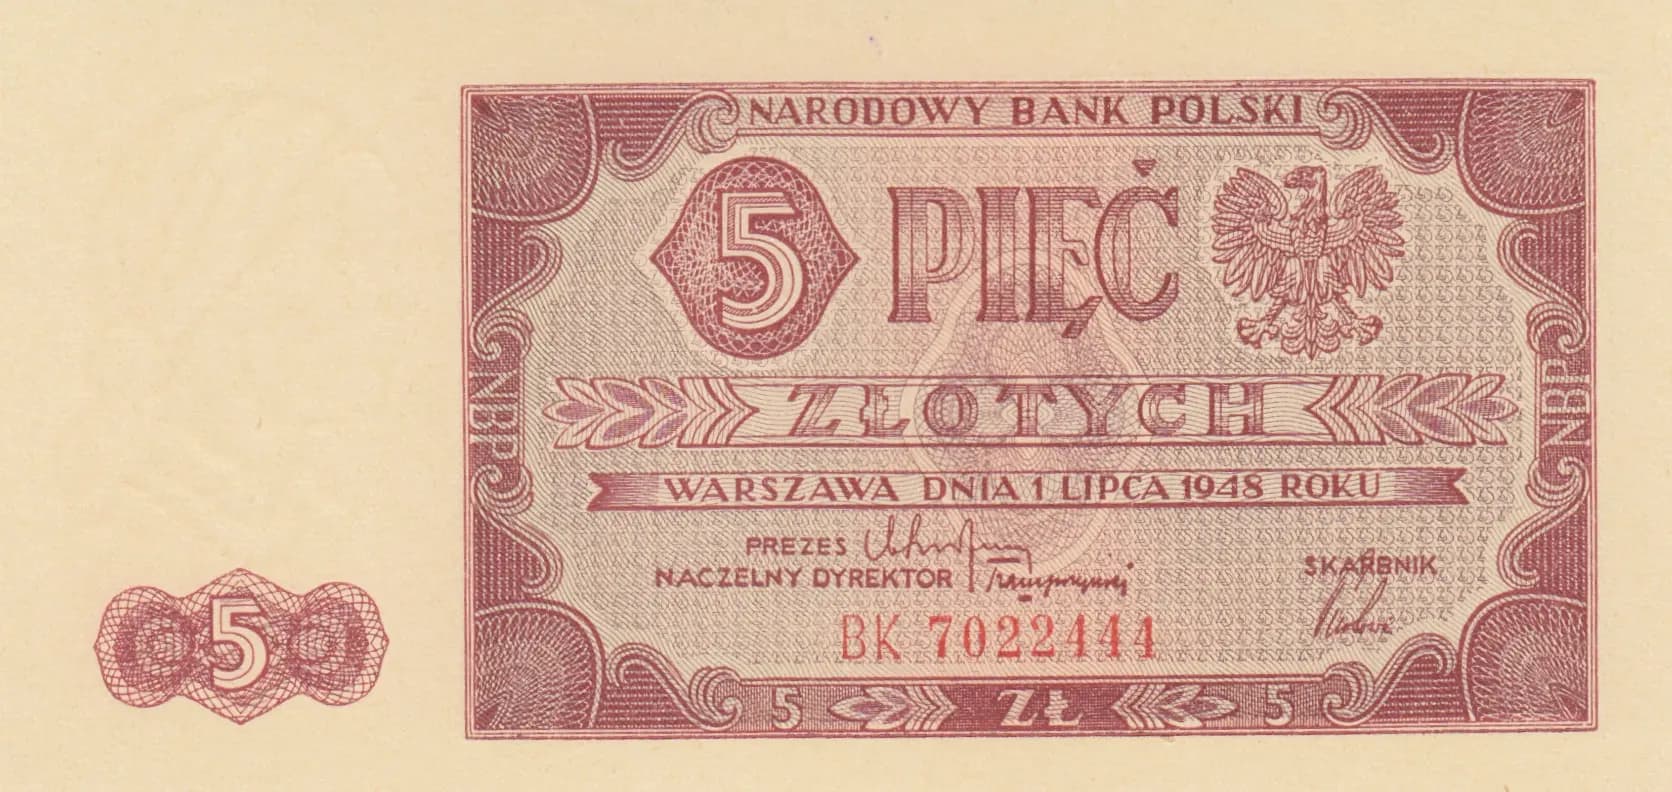 NARODOWY BANK POLSKI
5 PIĘĆ
ZŁOTYCH
NBP
NBP
WARSZAWA DNIA 1 LIPCA 1948 ROKU
PREZES
NACZELNY DYREKTOR
SKARBNIK
BK 7022444
5
5 ZŁ 5